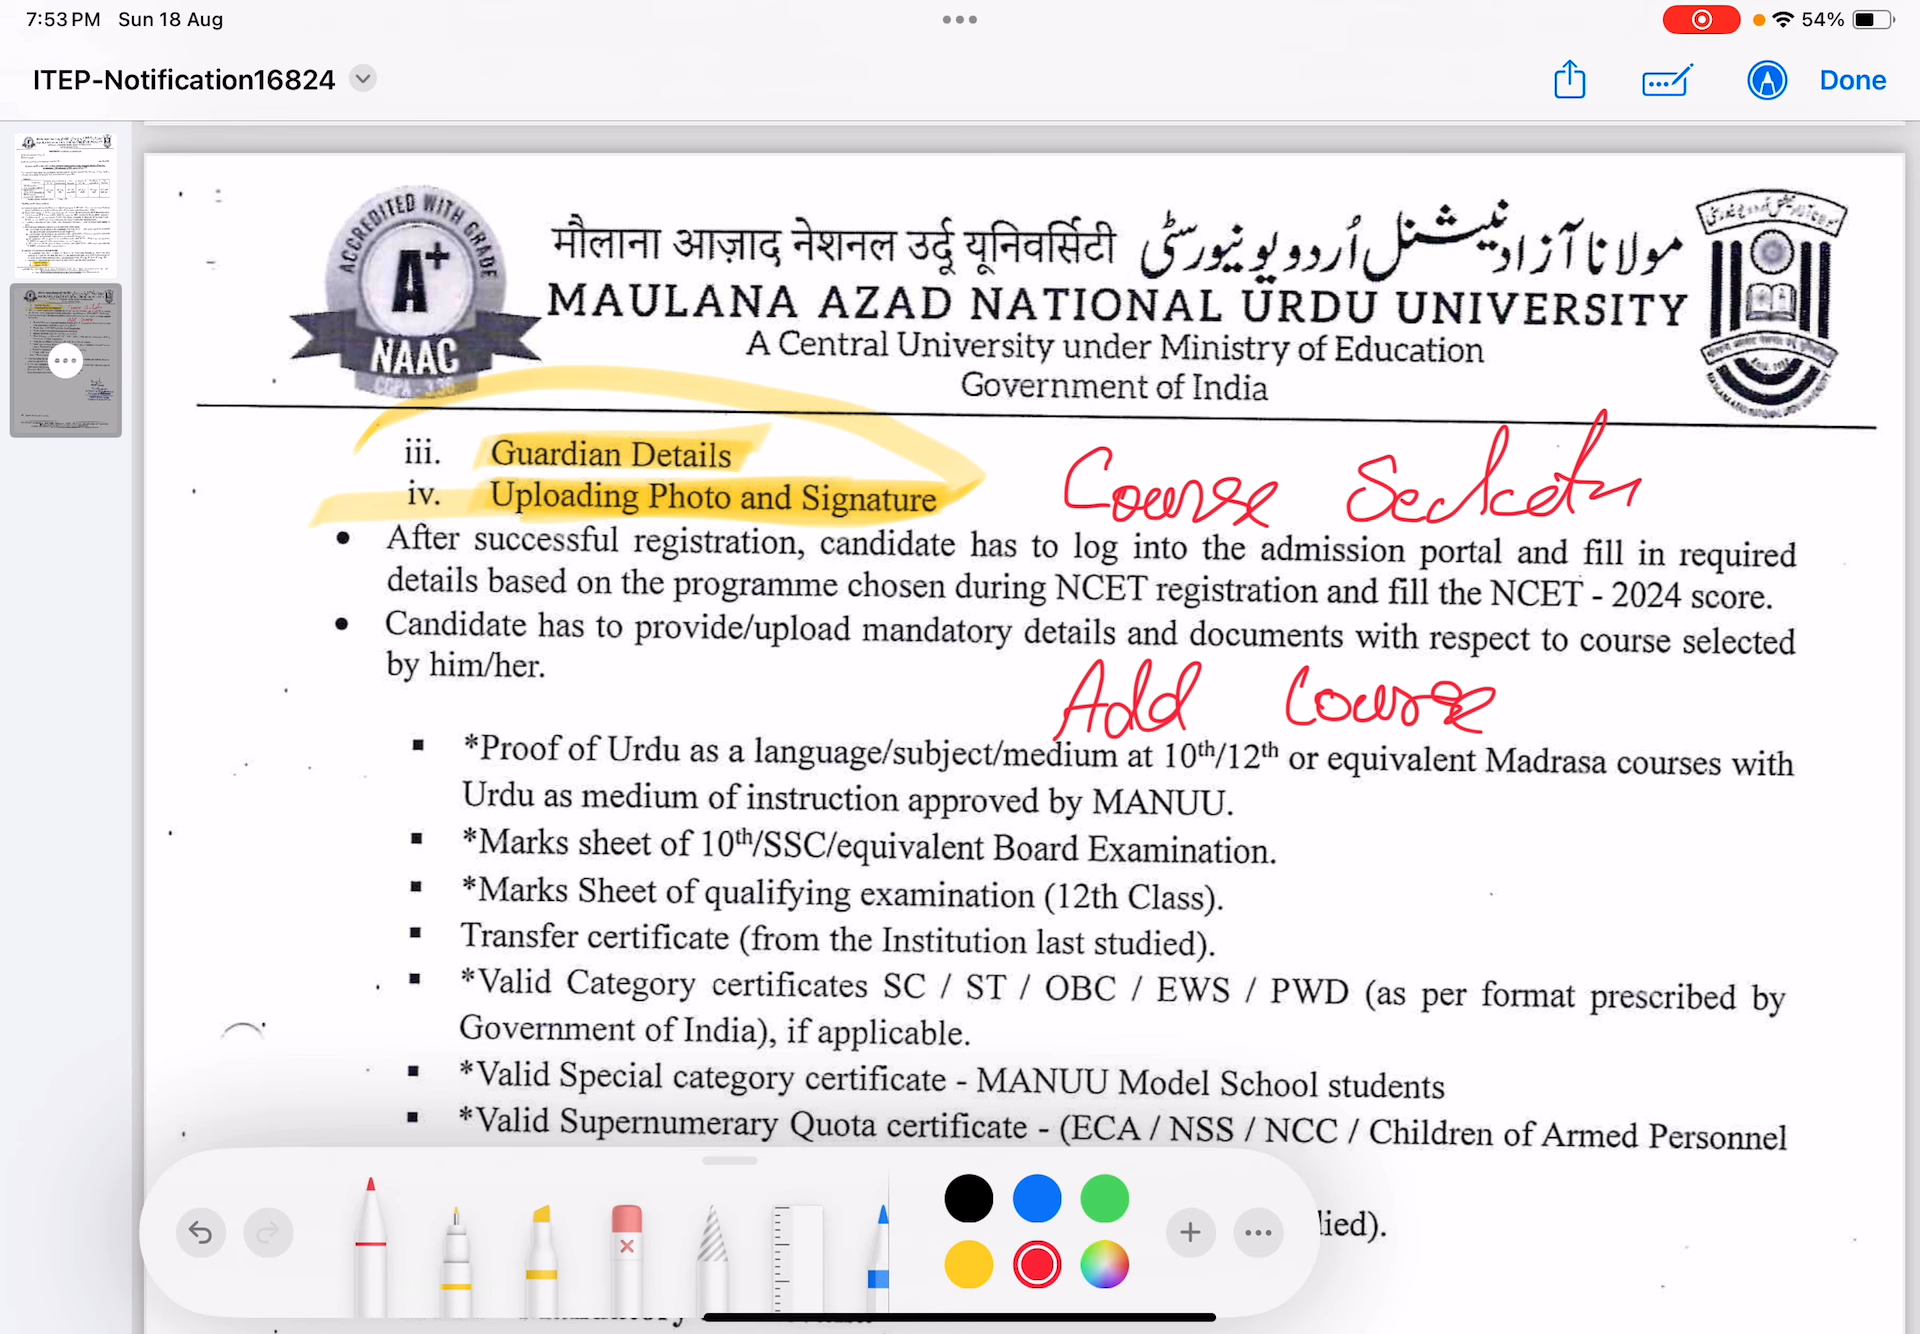 7:53 PM Sun 18 Aug
54%
ITEP-Notification16824
Done
ACCREDITED WITH GRADE
A+
NAAC
CGPA - 3.36
मौलाना आज़ाद नेशनल उर्दू यूनिवर्सिटी مولانا آزاد نیشنل اُردو یونیورسٹی
MAULANA AZAD NATIONAL URDU UNIVERSITY
A Central University under Ministry of Education
Government of India
iii. Guardian Details
iv. Uploading Photo and Signature
Course
• After successful registration, candidate has to log into the admission portal and fill in required
details based on the programme chosen during NCET registration and fill the NCET - 2024 score.
• Candidate has to provide/upload mandatory details and documents with respect to course selected
by him/her.
Add Course
▪ *Proof of Urdu as a language/subject/medium at 10th/12th or equivalent Madrasa courses with
Urdu as medium of instruction approved by MANUU.
▪ *Marks sheet of 10th/SSC/equivalent Board Examination.
▪ *Marks Sheet of qualifying examination (12th Class).
▪ Transfer certificate (from the Institution last studied).
▪ *Valid Category certificates SC / ST / OBC / EWS / PWD (as per format prescribed by
Government of India), if applicable.
▪ *Valid Special category certificate - MANUU Model School students
▪ *Valid Supernumerary Quota certificate - (ECA / NSS / NCC / Children of Armed Personnel
lied).